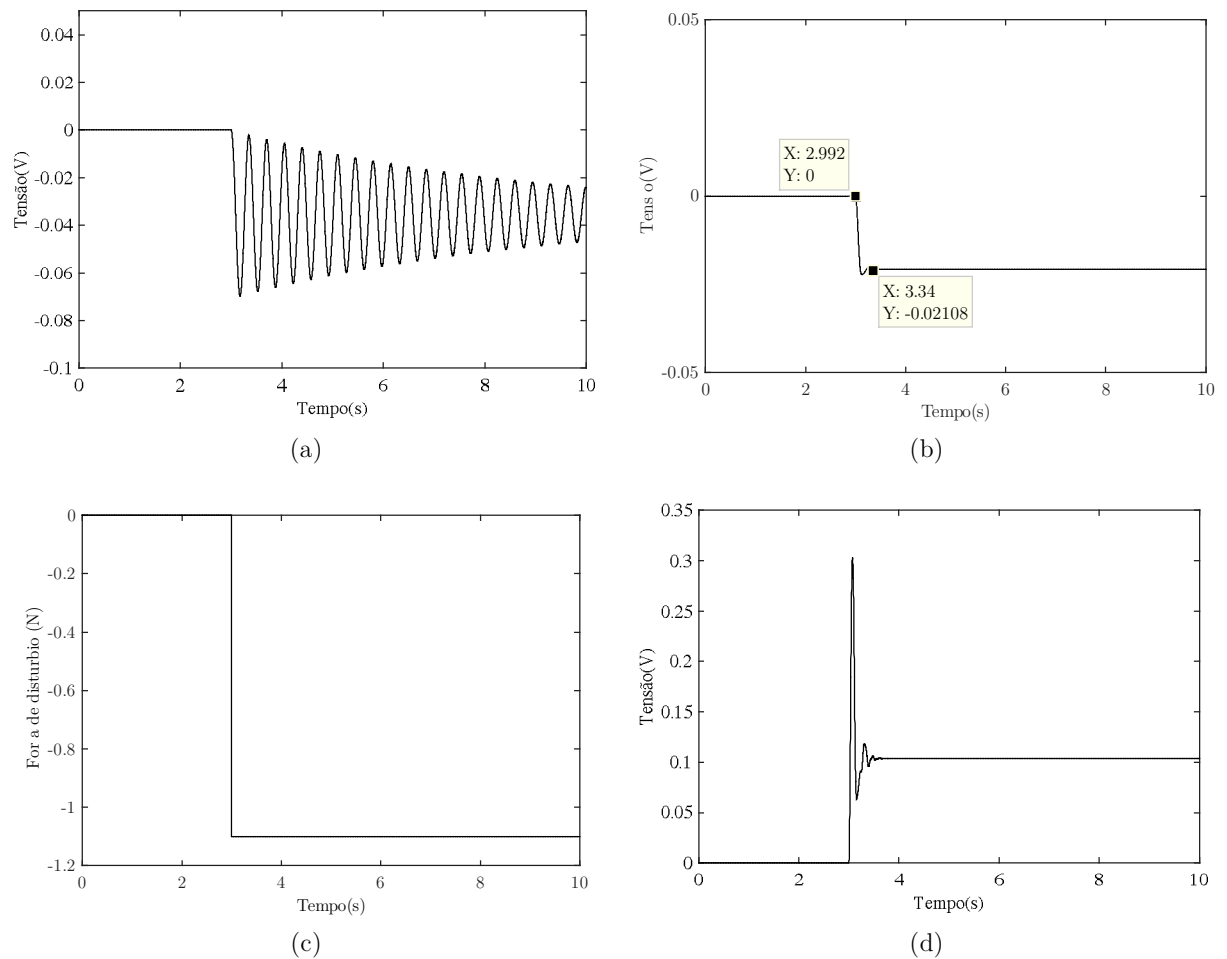 0.04
0.02
0
-0.02
-0.04
-0.06
-0.08
-0.1
Tensão(V)
0 2 4 6 8 10
Tempo(s)
(a)
0.05
0
-0.05
Tens o(V)
X: 2.992
Y: 0
X: 3.34
Y: -0.02108
0 2 4 6 8 10
Tempo(s)
(b)
0
-0.2
-0.4
-0.6
-0.8
-1
-1.2
For a de disturbio (N)
0 2 4 6 8 10
Tempo(s)
(c)
0.35
0.3
0.25
0.2
0.15
0.1
0.05
0
Tensão(V)
0 2 4 6 8 10
Tempo(s)
(d)